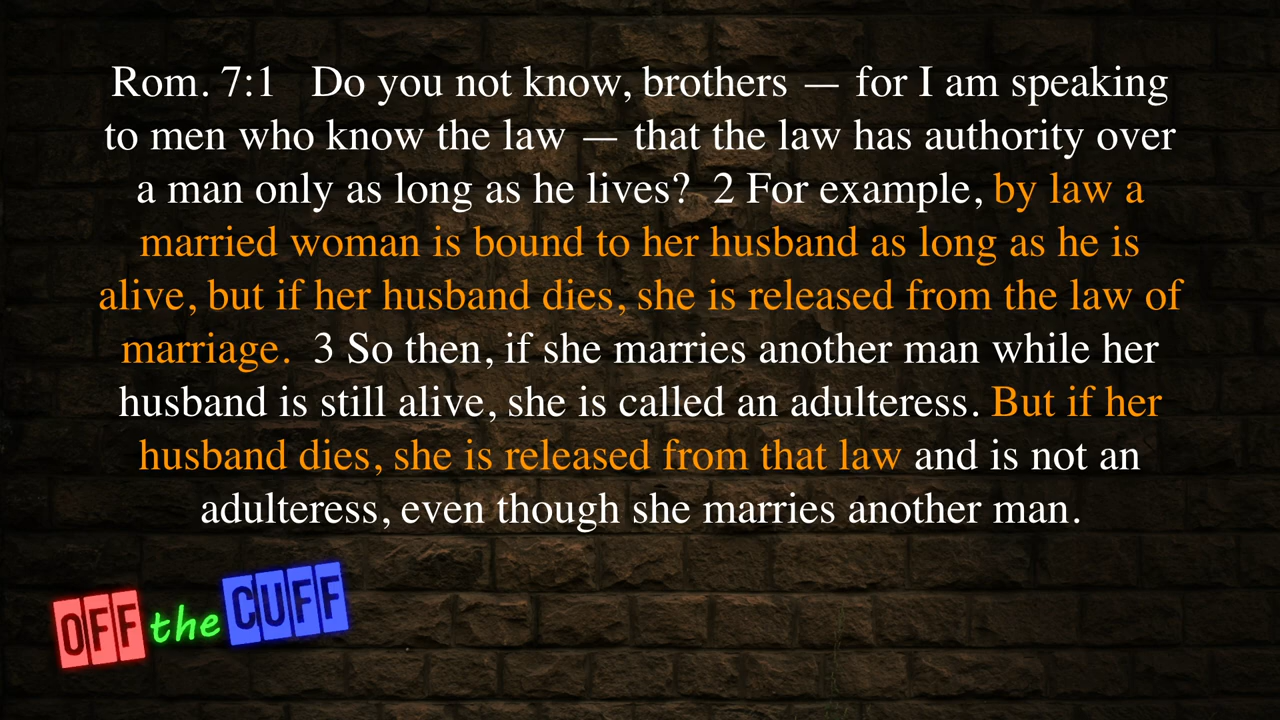 Rom. 7:1   Do you not know, brothers — for I am speaking
to men who know the law — that the law has authority over
a man only as long as he lives?  2 For example, by law a
married woman is bound to her husband as long as he is
alive, but if her husband dies, she is released from the law of
marriage.  3 So then, if she marries another man while her
husband is still alive, she is called an adulteress. But if her
husband dies, she is released from that law and is not an
adulteress, even though she marries another man.
OFF the CUFF